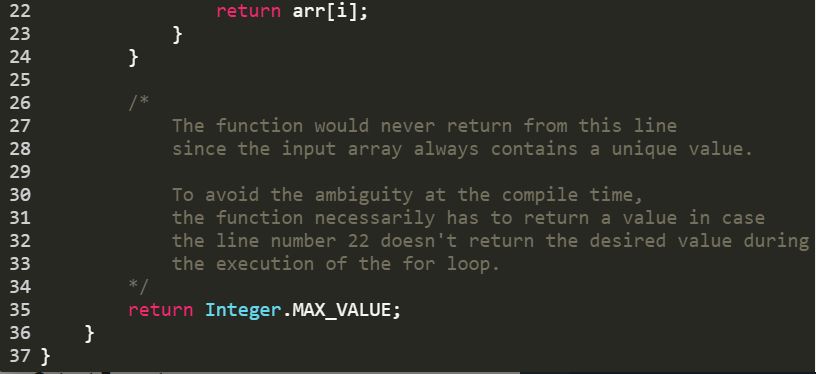 22 return arr[i];
23 }
24 }
25
26 /*
27 The function would never return from this line
28 since the input array always contains a unique value.
29
30 To avoid the ambiguity at the compile time,
31 the function necessarily has to return a value in case
32 the line number 22 doesn't return the desired value during
33 the execution of the for loop.
34 */
35 return Integer.MAX_VALUE;
36 }
37 }